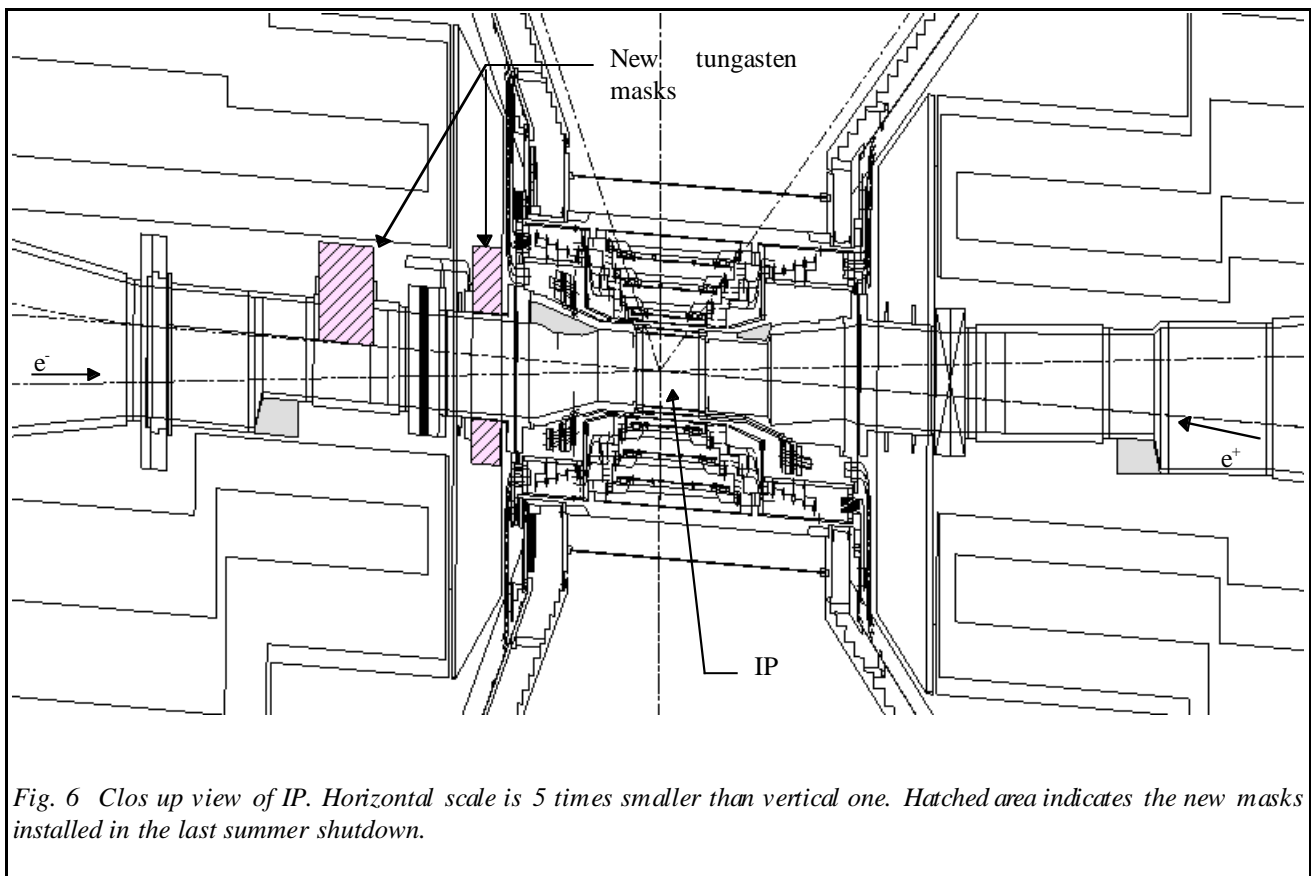 New tungasten
masks
e-
e+
IP
Fig. 6 Clos up view of IP. Horizontal scale is 5 times smaller than vertical one. Hatched area indicates the new masks
installed in the last summer shutdown.